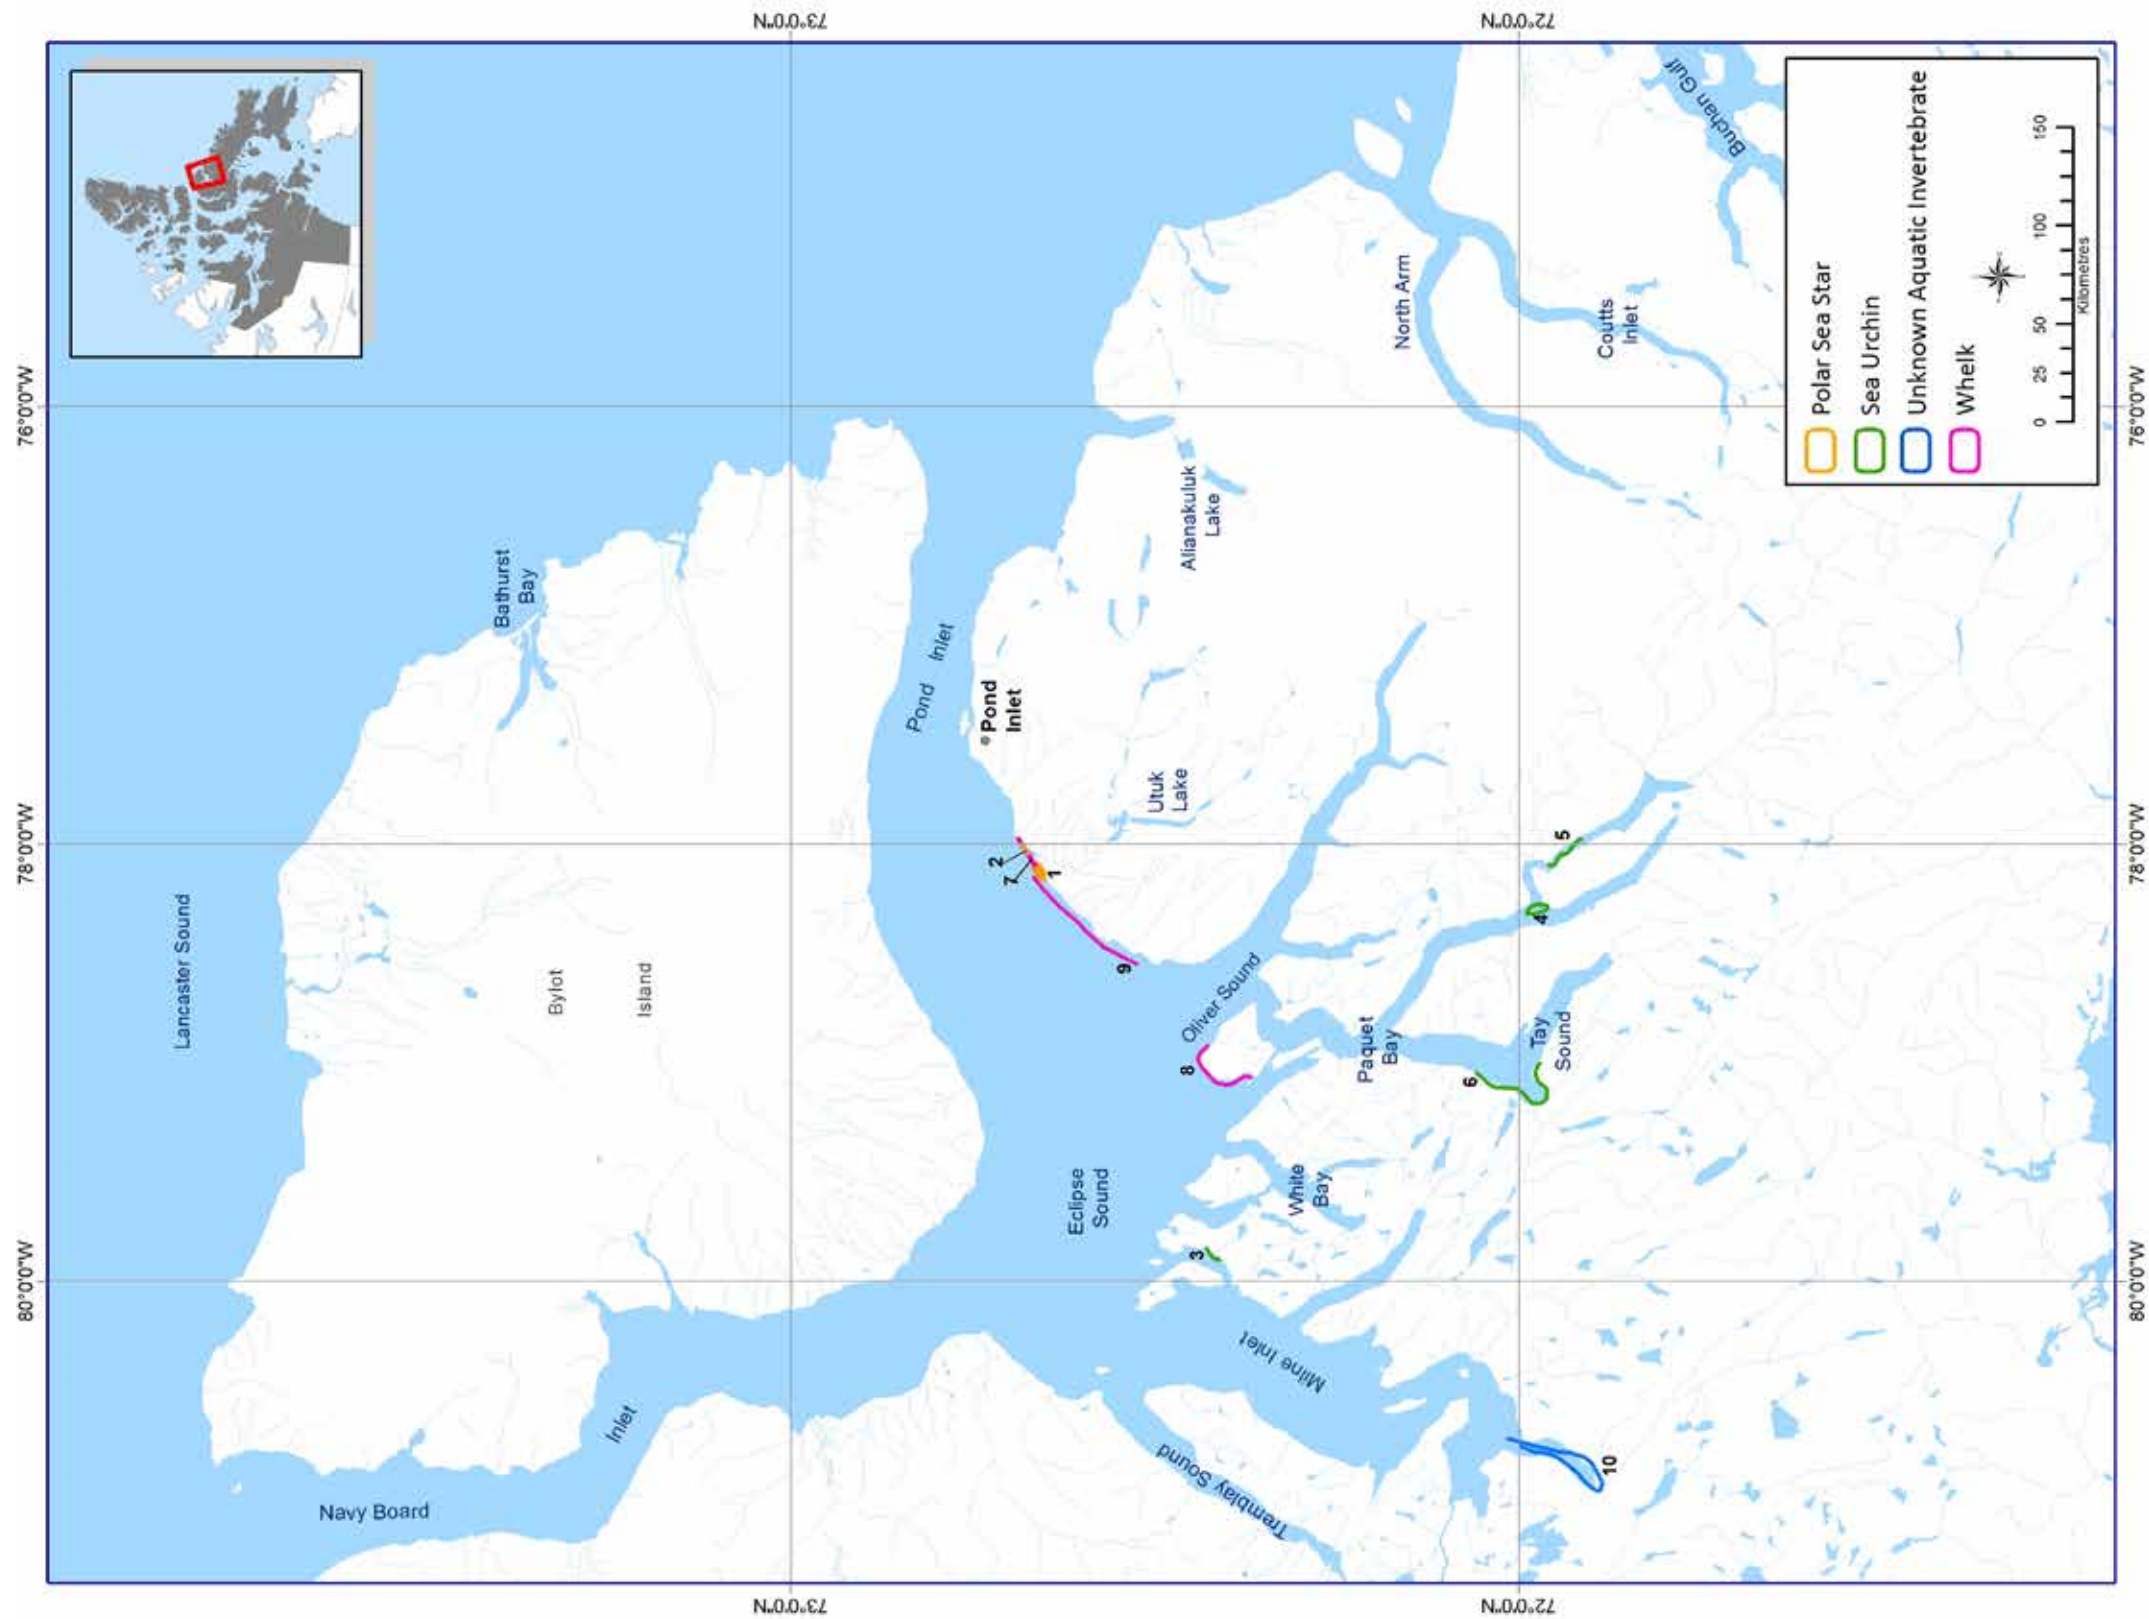 80°0'0"W
78°0'0"W
76°0'0"W
73°0'0"N
73°0'0"N
72°0'0"N
72°0'0"N
80°0'0"W
78°0'0"W
76°0'0"W
Lancaster Sound
Navy Board
Inlet
Bylot
Island
Bathurst
Bay
Pond Inlet
Pond
Inlet
Eclipse
Sound
Tremblay Sound
Milne Inlet
White
Bay
Oliver Sound
Paquet
Bay
Tay
Sound
Utuk
Lake
Alianakuluk
Lake
North Arm
Coutts
Inlet
Buchan Gulf
1
2
3
4
5
6
7
8
9
10
Polar Sea Star
Sea Urchin
Unknown Aquatic Invertebrate
Whelk
0 25 50 100 150
Kilometres